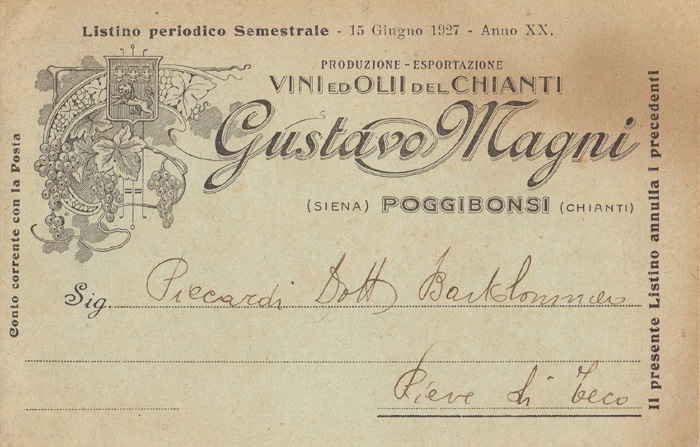 Listino periodico Semestrale - 15 Giugno 1927 - Anno XX.
PRODUZIONE - ESPORTAZIONE
VINI ED OLII DEL CHIANTI
Gustavo Magni
(SIENA) POGGIBONSI (CHIANTI)
Sig. Piccardi Dott Bartolommeo
Pieve di Teco
Conto corrente con la Posta
Il presente Listino annulla i precedenti